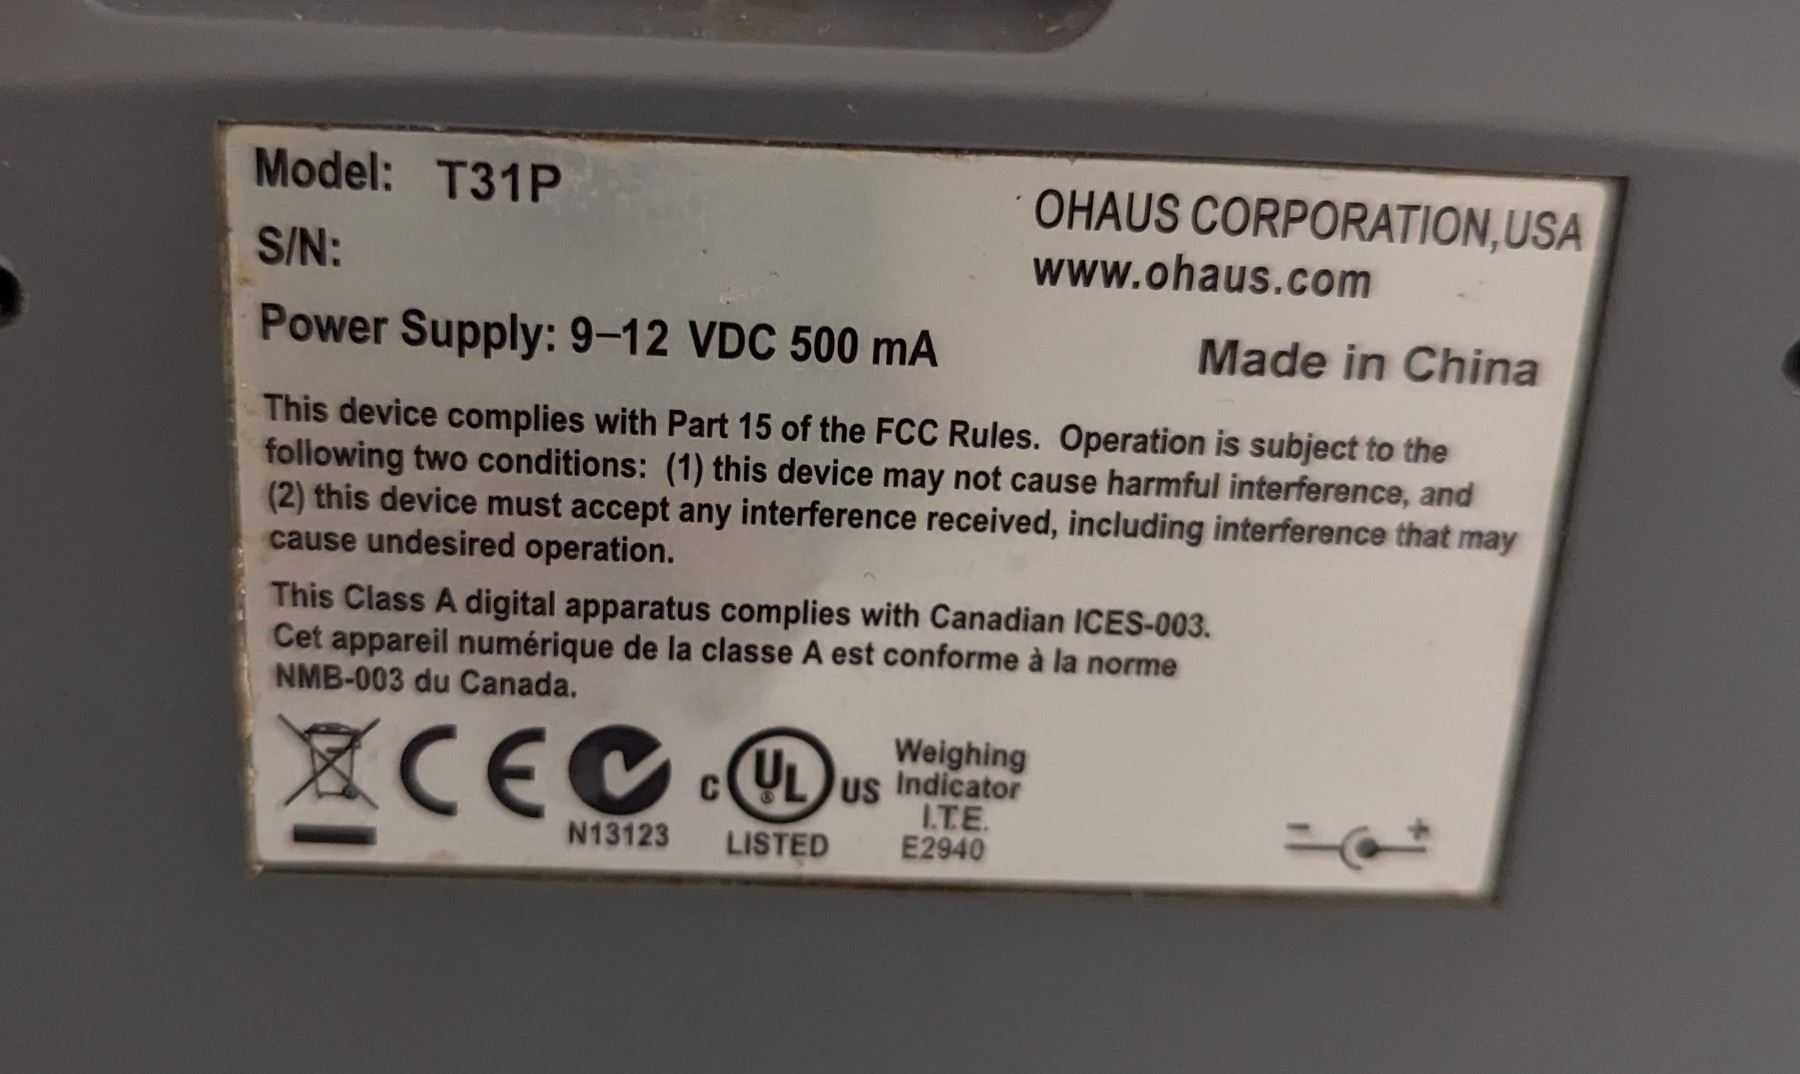 Model: T31P
OHAUS CORPORATION,USA
S/N:
www.ohaus.com
Power Supply: 9–12 VDC 500 mA
Made in China
This device complies with Part 15 of the FCC Rules. Operation is subject to the
following two conditions: (1) this device may not cause harmful interference, and
(2) this device must accept any interference received, including interference that may
cause undesired operation.
This Class A digital apparatus complies with Canadian ICES-003.
Cet appareil numérique de la classe A est conforme à la norme
NMB-003 du Canada.
CE
N13123
C UL® US
LISTED
Weighing
Indicator
I.T.E.
E2940
− +